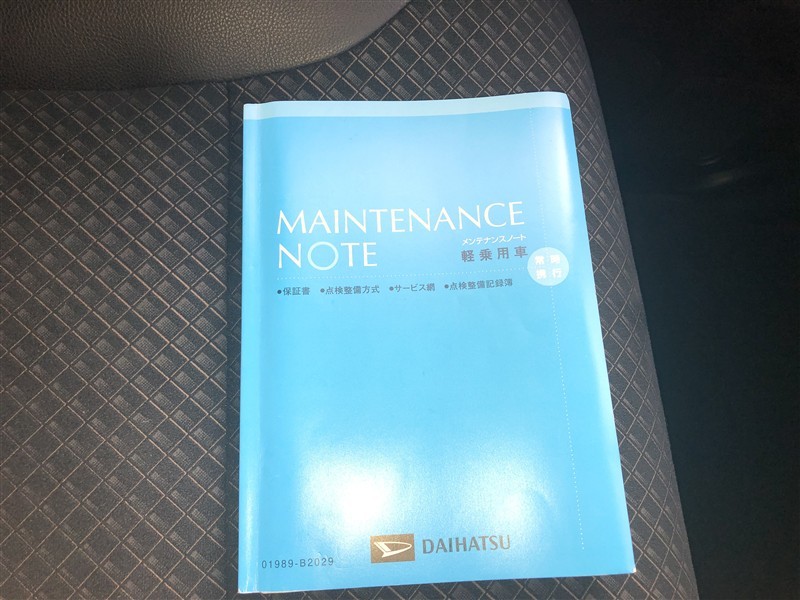 MAINTENANCE
NOTE
メンテナンスノート
軽乗用車
常時
携行
●保証書 ●点検整備方式 ●サービス網 ●点検整備記録簿
DAIHATSU
01989-B2029